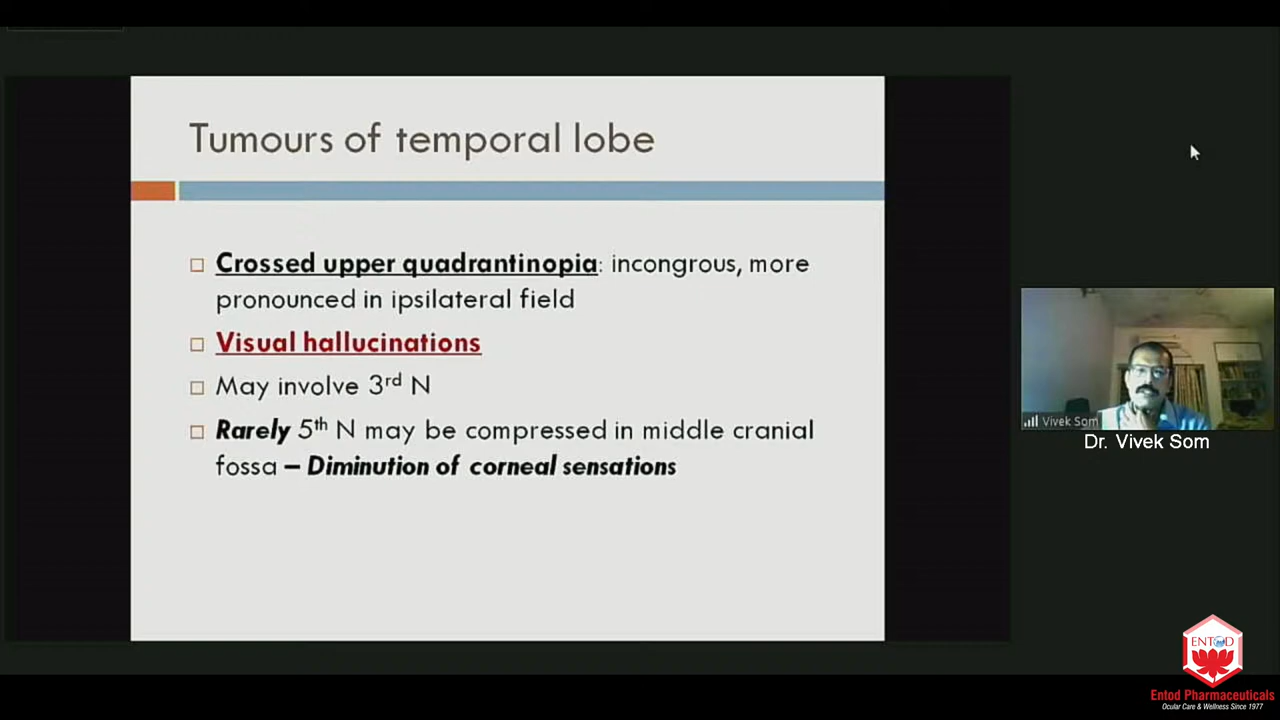 Tumours of temporal lobe
Crossed upper quadrantinopia: incongrous, more
pronounced in ipsilateral field
Visual hallucinations
May involve 3rd N
Rarely 5th N may be compressed in middle cranial
fossa – Diminution of corneal sensations
Vivek Som
Dr. Vivek Som
ENTOD
Entod Pharmaceuticals
Ocular Care & Wellness Since 1977